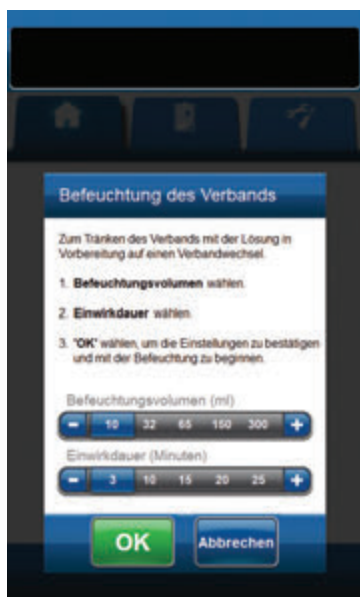 Befeuchtung des Verbands
Zum Tränken des Verbands mit der Lösung in
Vorbereitung auf einen Verbandwechsel.
1. Befeuchtungsvolumen wählen.
2. Einwirkdauer wählen.
3. "OK" wählen, um die Einstellungen zu bestätigen
und mit der Befeuchtung zu beginnen.
Befeuchtungsvolumen (ml)
- 10 32 65 150 300 +
Einwirkdauer (Minuten)
- 3 10 15 20 25 +
OK Abbrechen